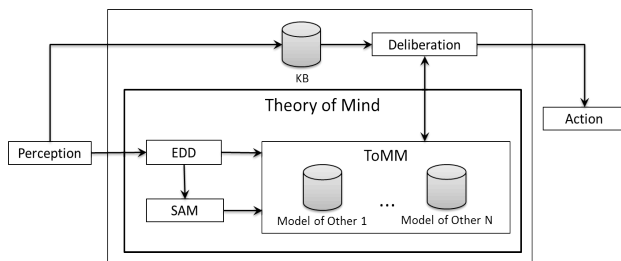 Deliberation
KB
Theory of Mind
Action
Perception
EDD
ToMM
SAM
...
Model of Other 1
Model of Other N